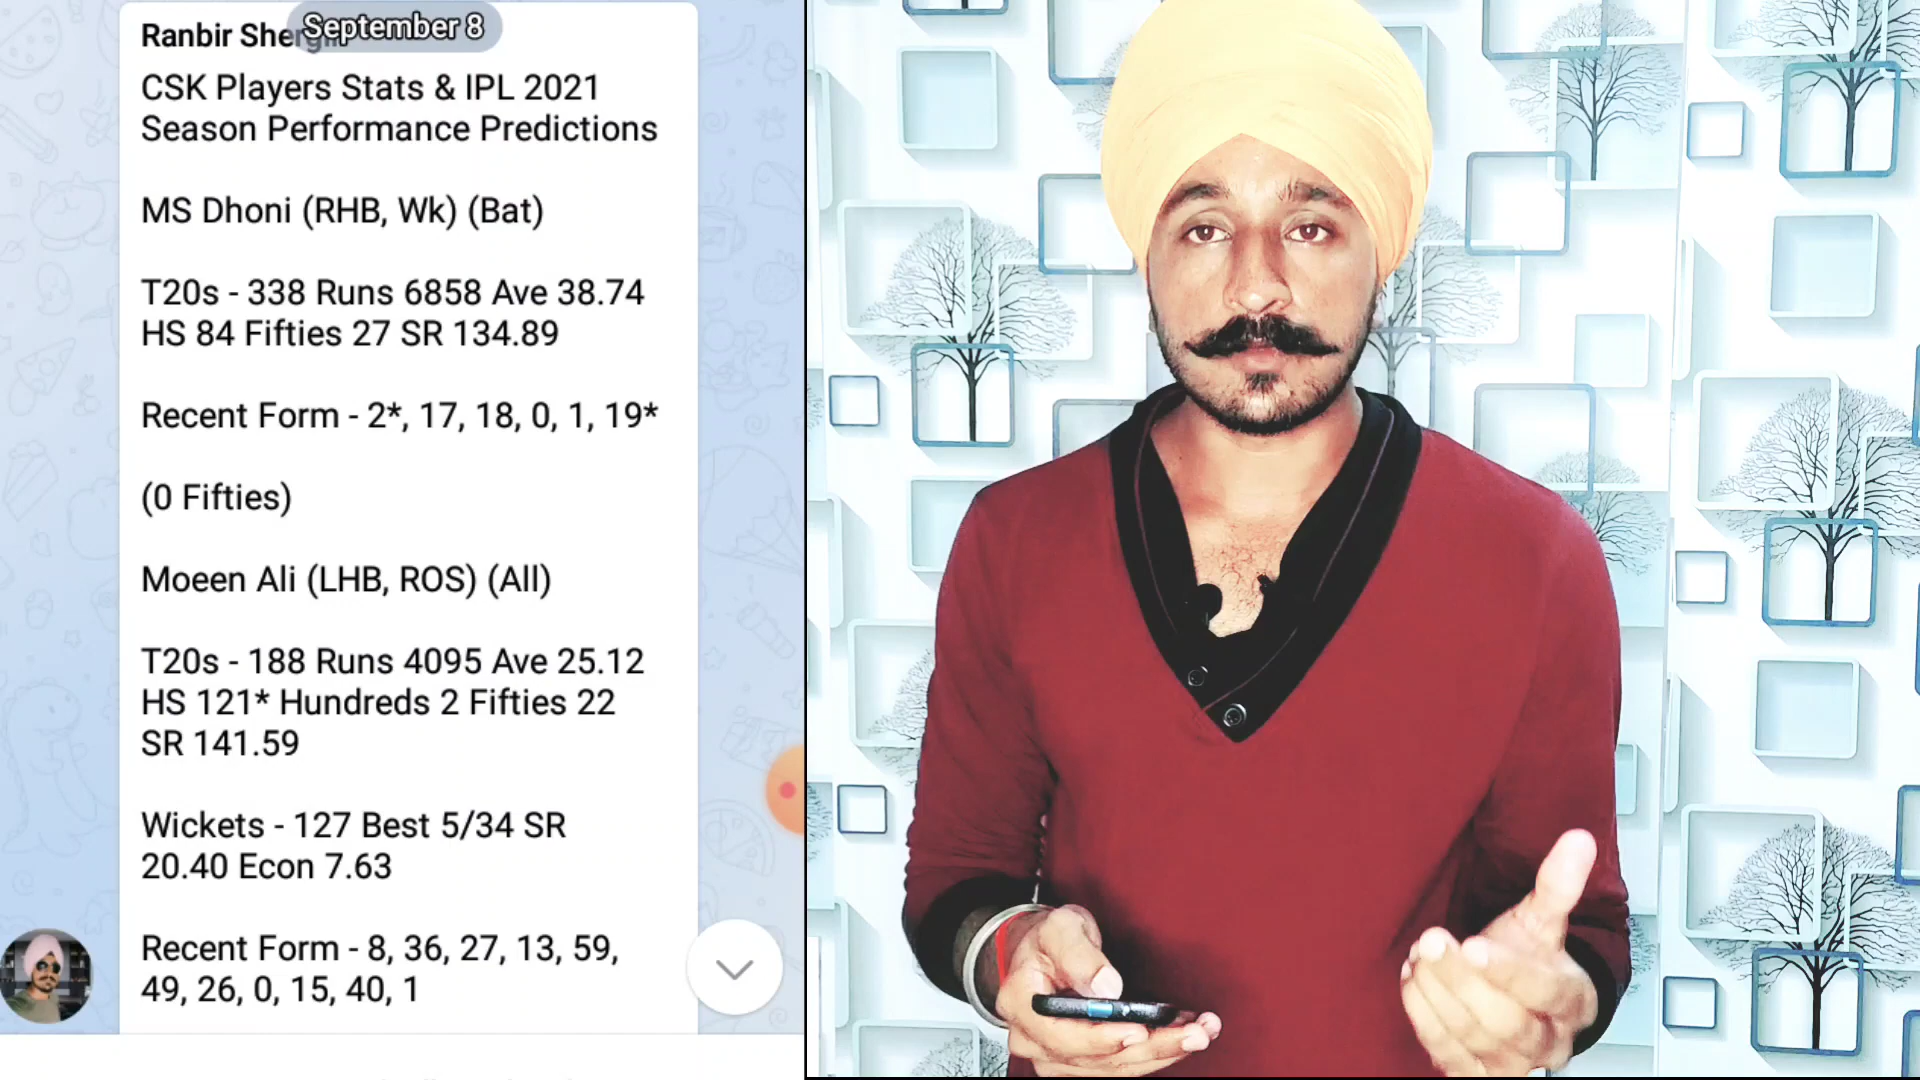 September 8
Ranbir
CSK Players Stats & IPL 2021
Season Performance Predictions
MS Dhoni (RHB, Wk) (Bat)
T20s - 338 Runs 6858 Ave 38.74
HS 84 Fifties 27 SR 134.89
Recent Form - 2*, 17, 18, 0, 1, 19*
(0 Fifties)
Moeen Ali (LHB, ROS) (All)
T20s - 188 Runs 4095 Ave 25.12
HS 121* Hundreds 2 Fifties 22
SR 141.59
Wickets - 127 Best 5/34 SR
20.40 Econ 7.63
Recent Form - 8, 36, 27, 13, 59,
49, 26, 0, 15, 40, 1